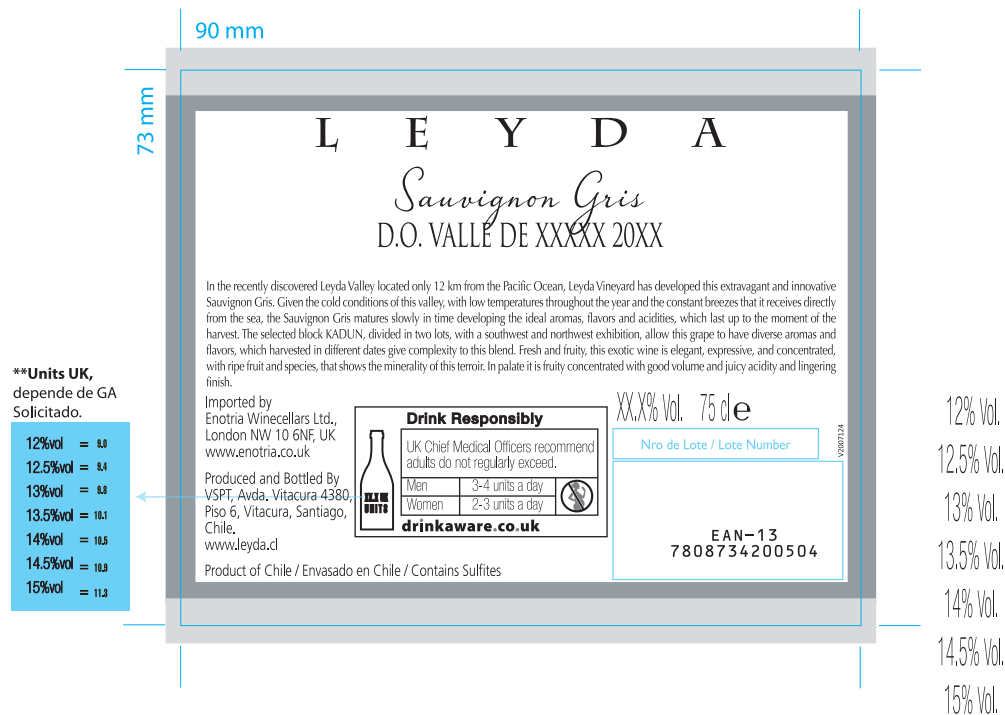 90 mm
73 mm
L E Y D A
Sauvignon Gris
D.O. VALLE DE XXXXX 20XX
In the recently discovered Leyda Valley located only 12 km from the Pacific Ocean, Leyda Vineyard has developed this extravagant and innovative
Sauvignon Gris. Given the cold conditions of this valley, with low temperatures throughout the year and the constant breezes that it receives directly
from the sea, the Sauvignon Gris matures slowly in time developing the ideal aromas, flavors and acidities, which last up to the moment of the
harvest. The selected block KADUN, divided in two lots, with a southwest and northwest exhibition, allow this grape to have diverse aromas and
flavors, which harvested in different dates give complexity to this blend. Fresh and fruity, this exotic wine is elegant, expressive, and concentrated,
with ripe fruit and species, that shows the minerality of this terroir. In palate it is fruity concentrated with good volume and juicy acidity and lingering
finish.
**Units UK,
depende de GA
Solicitado.
12%vol = 9.0
12.5%vol = 9.4
13%vol = 9.8
13.5%vol = 10.1
14%vol = 10.5
14.5%vol = 10.9
15%vol = 11.3
Imported by
Enotria Winecellars Ltd.,
London NW 10 6NF, UK
www.enotria.co.uk
Produced and Bottled By
VSPT, Avda. Vitacura 4380,
Piso 6, Vitacura, Santiago,
Chile.
www.leyda.cl
Product of Chile / Envasado en Chile / Contains Sulfites
UNITS
Drink Responsibly
UK Chief Medical Officers recommend
adults do not regularly exceed.
Men 3-4 units a day
Women 2-3 units a day
drinkaware.co.uk
XX.X% Vol. 75 cl e
Nro de Lote / Lote Number
V2007124
EAN-13
7808734200504
12% Vol.
12,5% Vol.
13% Vol.
13.5% Vol.
14% Vol.
14,5% Vol.
15% Vol.